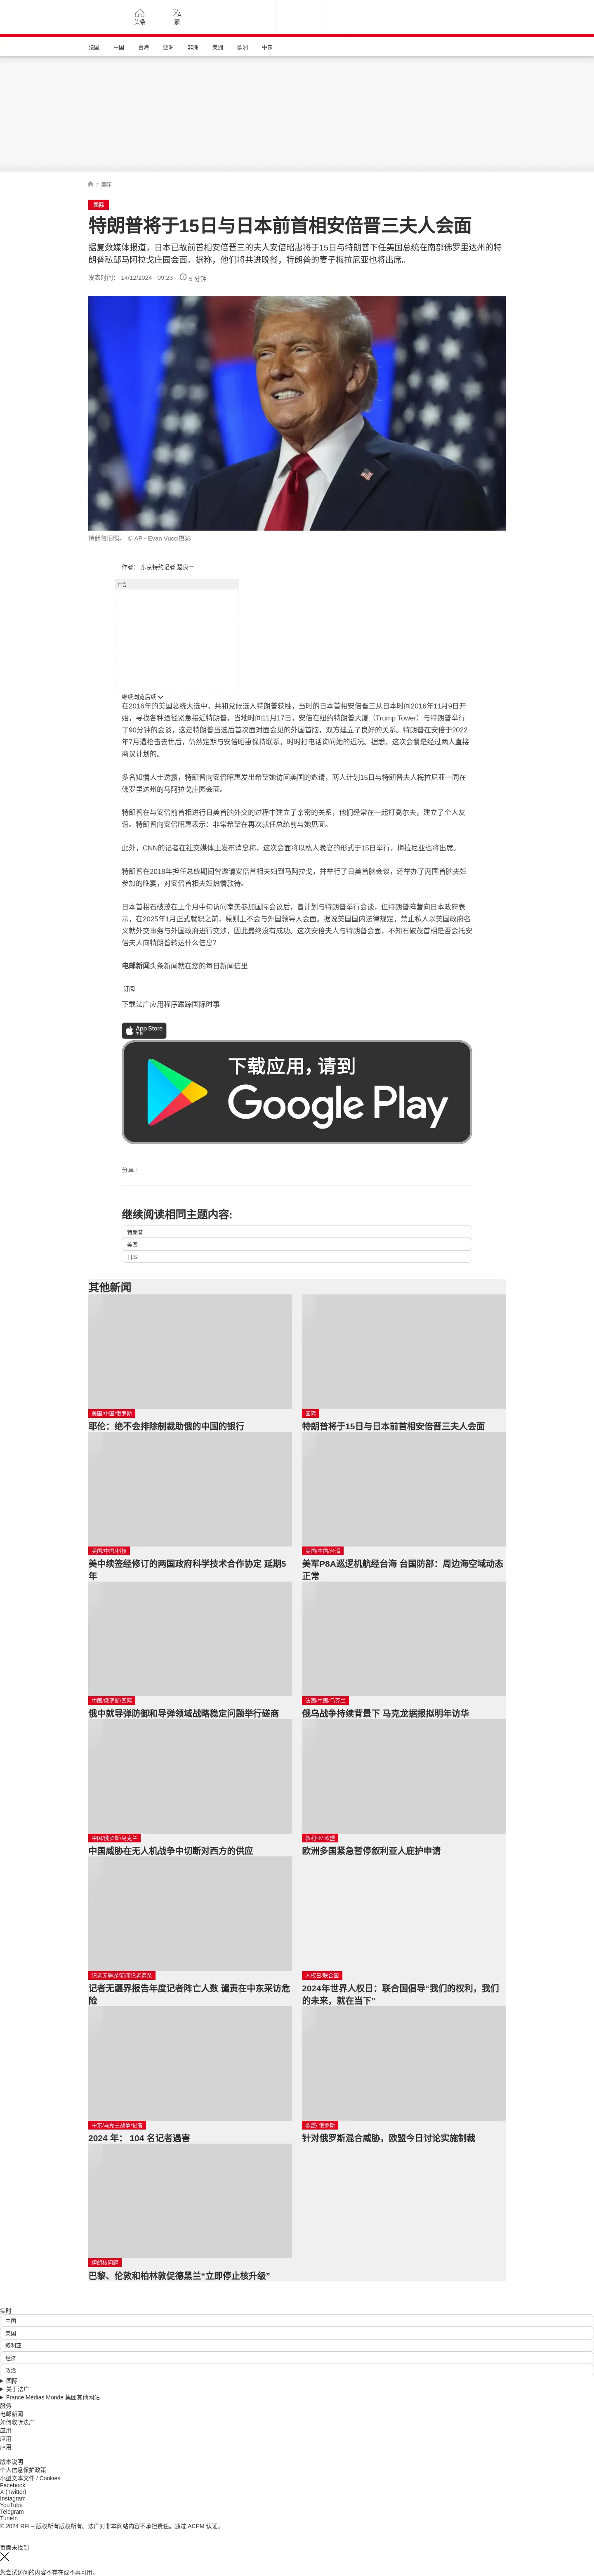 头条
繁
法国
中国
台海
亚洲
非洲
美洲
欧洲
中东
/ 国际
国际
特朗普将于15日与日本前首相安倍晋三夫人会面
据复数媒体报道，日本已故前首相安倍晋三的夫人安倍昭惠将于15日与特朗普下任美国总统在南部佛罗里达州的特
朗普私邸马阿拉戈庄园会面。据称，他们将共进晚餐，特朗普的妻子梅拉尼亚也将出席。
发表时间： 14/12/2024 - 09:23
5 分钟
特朗普旧照。 © AP - Evan Vucci摄影
作者： 东京特约记者 楚良一
广告
继续浏览后续
在2016年的美国总统大选中，共和党候选人特朗普获胜，当时的日本首相安倍晋三从日本时间2016年11月9日开
始，寻找各种途径紧急接近特朗普，当地时间11月17日，安倍在纽约特朗普大厦（Trump Tower）与特朗普举行
了90分钟的会谈，这是特朗普当选后首次面对面会见的外国首脑，双方建立了良好的关系。特朗普在安倍于2022
年7月遭枪击去世后，仍然定期与安倍昭惠保持联系，时时打电话询问她的近况。据悉，这次会餐是经过两人直接
商议计划的。
多名知情人士透露，特朗普向安倍昭惠发出希望她访问美国的邀请，两人计划15日与特朗普夫人梅拉尼亚一同在
佛罗里达州的马阿拉戈庄园会面。
特朗普在与安倍前首相进行日美首脑外交的过程中建立了亲密的关系，他们经常在一起打高尔夫，建立了个人友
谊。特朗普向安倍昭惠表示：非常希望在再次就任总统前与她见面。
此外，CNN的记者在社交媒体上发布消息称，这次会面将以私人晚宴的形式于15日举行，梅拉尼亚也将出席。
特朗普在2018年担任总统期间曾邀请安倍首相夫妇到马阿拉戈，并举行了日美首脑会谈，还举办了两国首脑夫妇
参加的晚宴，对安倍首相夫妇热情款待。
日本首相石破茂在上个月中旬访问南美参加国际会议后，曾计划与特朗普举行会谈，但特朗普阵营向日本政府表
示，在2025年1月正式就职之前，原则上不会与外国领导人会面。据说美国国内法律规定，禁止私人以美国政府名
义就外交事务与外国政府进行交涉，因此最终没有成功。这次安倍夫人与特朗普会面，不知石破茂首相是否会托安
倍夫人向特朗普转达什么信息?
电邮新闻头条新闻就在您的每日新闻信里
订阅
下载法广应用程序跟踪国际时事
App Store
下载
下载应用，请到
Google Play
分享 :
继续阅读相同主题内容:
特朗普
美国
日本
其他新闻
美国/中国/俄罗斯
耶伦：绝不会排除制裁助俄的中国的银行
国际
特朗普将于15日与日本前首相安倍晋三夫人会面
美国/中国/科技
美中续签经修订的两国政府科学技术合作协定 延期5
年
美国/中国/台湾
美军P8A巡逻机航经台海 台国防部：周边海空域动态
正常
中国/俄罗斯/国际
俄中就导弹防御和导弹领域战略稳定问题举行磋商
法国/中国/乌克兰
俄乌战争持续背景下 马克龙据报拟明年访华
中国/俄罗斯/乌克兰
中国威胁在无人机战争中切断对西方的供应
叙利亚/ 欧盟
欧洲多国紧急暂停叙利亚人庇护申请
记者无疆界/新闻记者遭杀
记者无疆界报告年度记者阵亡人数 谴责在中东采访危
险
人权日/联合国
2024年世界人权日：联合国倡导“我们的权利，我们
的未来，就在当下”
中东/乌克兰战争/记者
2024 年： 104 名记者遇害
欧盟/ 俄罗斯
针对俄罗斯混合威胁，欧盟今日讨论实施制裁
伊朗核问题
巴黎、伦敦和柏林敦促德黑兰“立即停止核升级”
实时
中国
美国
叙利亚
经济
政治
国际
关于法广
France Médias Monde 集团其他网站
服务
电邮新闻
如何收听法广
应用
应用
应用
版本说明
个人信息保护政策
小型文本文件 / Cookies
Facebook
X (Twitter)
Instagram
YouTube
Telegram
TuneIn
© 2024 RFI – 版权所有版权所有。法广对非本网站内容不承担责任。通过 ACPM 认证。
页面未找到
您尝试访问的内容不存在或不再可用。